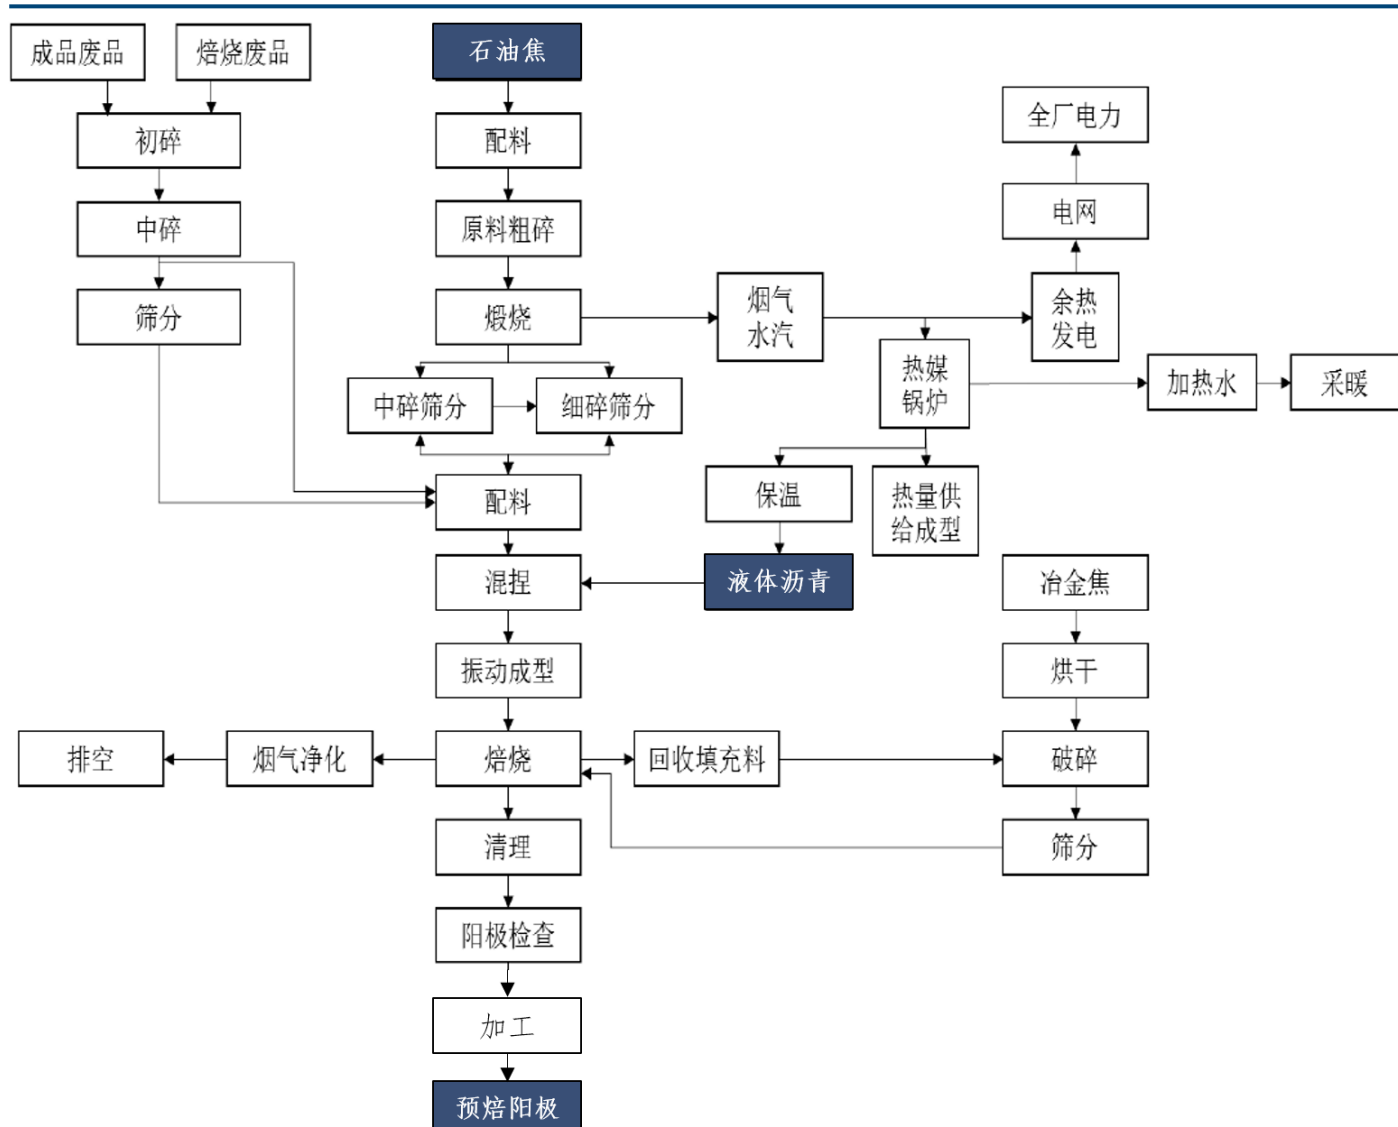 成品废品
焙烧废品
石油焦
初碎
配料
全厂电力
中碎
原料粗碎
电网
筛分
煅烧
烟气
水汽
余热
发电
热媒
锅炉
加热水
采暖
中碎筛分
细碎筛分
配料
保温
热量供
给成型
混捏
液体沥青
冶金焦
振动成型
烘干
排空
烟气净化
焙烧
回收填充料
破碎
清理
筛分
阳极检查
加工
预焙阳极